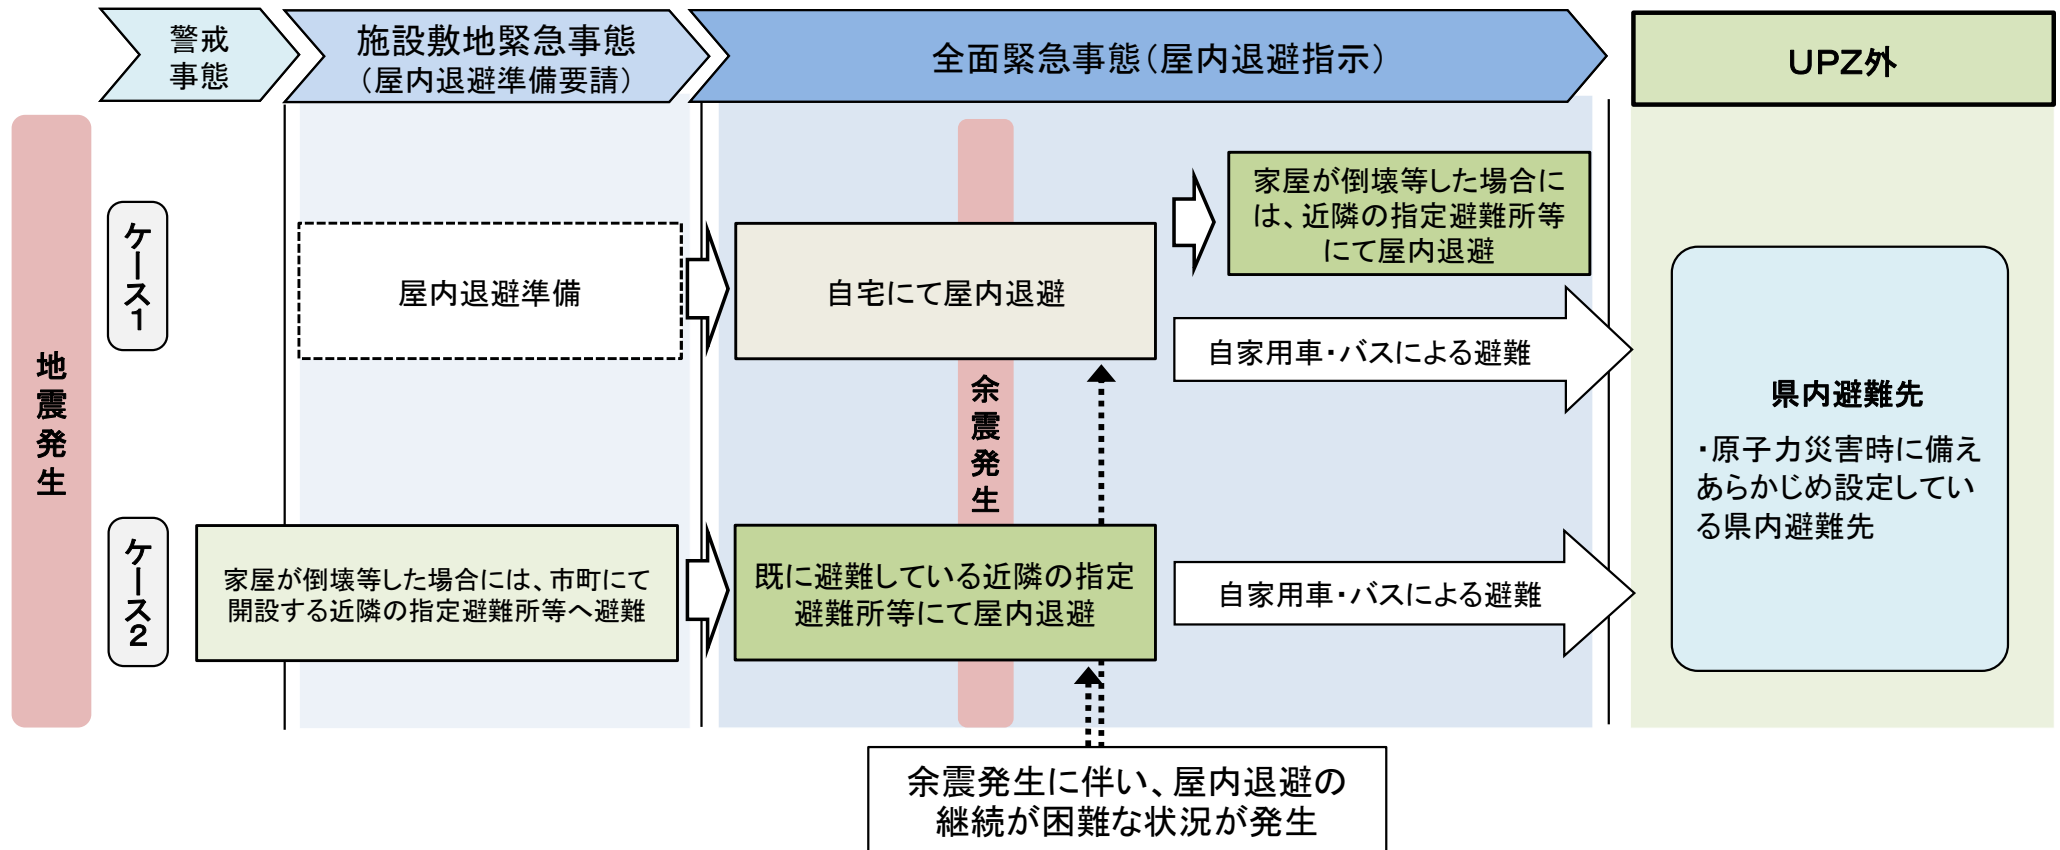 警戒
事態
施設敷地緊急事態
（屋内退避準備要請）
全面緊急事態（屋内退避指示）
UPZ外
地震発生
ケース１
屋内退避準備
自宅にて屋内退避
家屋が倒壊等した場合に
は、近隣の指定避難所等
にて屋内退避
自家用車・バスによる避難
余震発生
県内避難先
・原子力災害時に備え
あらかじめ設定してい
る県内避難先
ケース２
家屋が倒壊等した場合には、市町にて
開設する近隣の指定避難所等へ避難
既に避難している近隣の指定
避難所等にて屋内退避
自家用車・バスによる避難
余震発生に伴い、屋内退避の
継続が困難な状況が発生